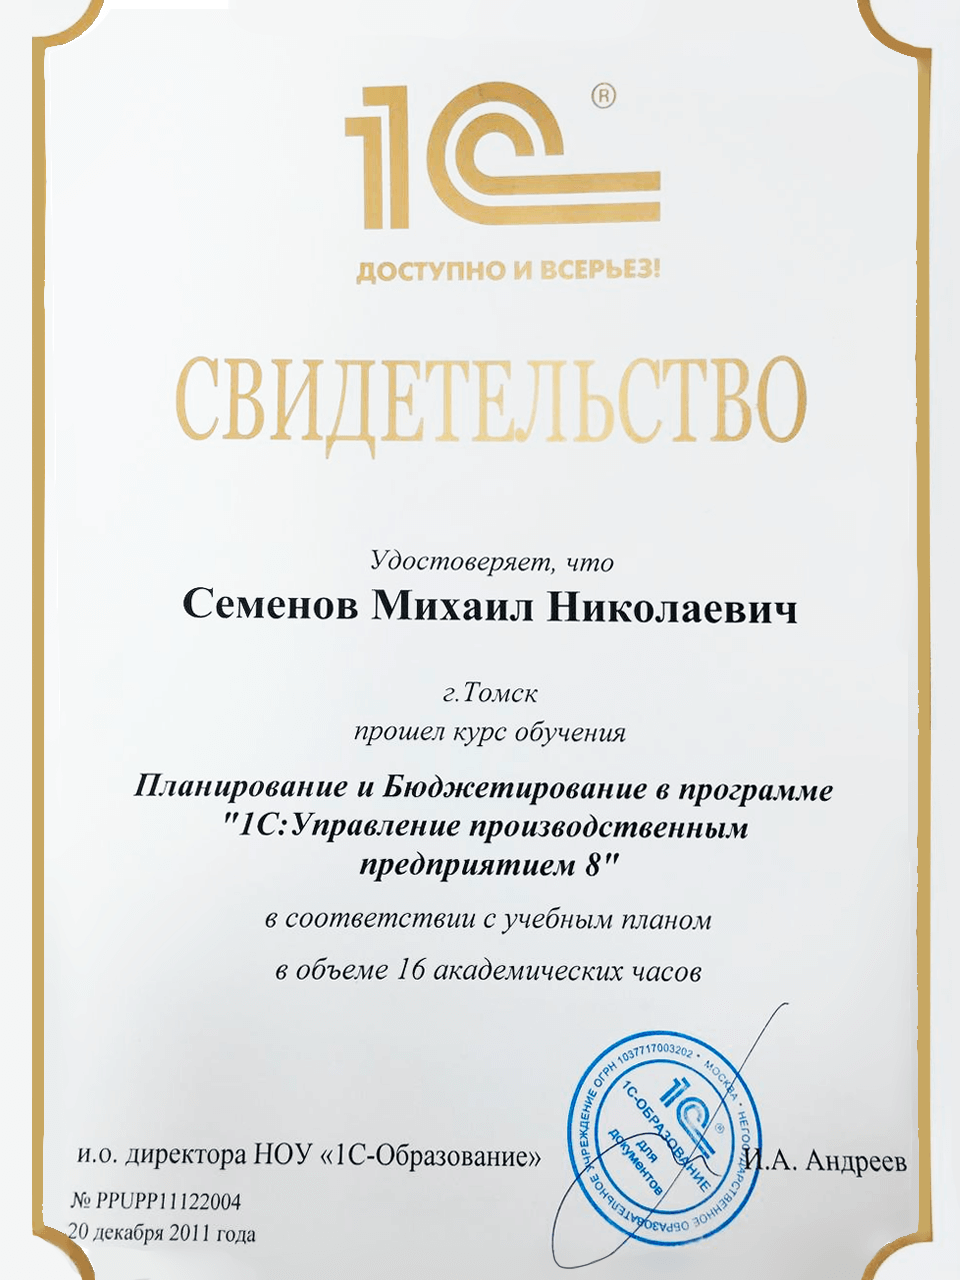 1С®
ДОСТУПНО И ВСЕРЬЕЗ!
СВИДЕТЕЛЬСТВО
Удостоверяет, что
Семенов Михаил Николаевич
г.Томск
прошел курс обучения
Планирование и Бюджетирование в программе
"1С:Управление производственным
предприятием 8"
в соответствии с учебным планом
в объеме 16 академических часов
НЕГОСУДАРСТВЕННОЕ ОБРАЗОВАТЕЛЬНОЕ УЧРЕЖДЕНИЕ ОГРН 1037717003202 • МОСКВА •
1С®
1С-ОБРАЗОВАНИЕ
для
документов
и.о. директора НОУ «1С-Образование» И.А. Андреев
№ PPUPP11122004
20 декабря 2011 года